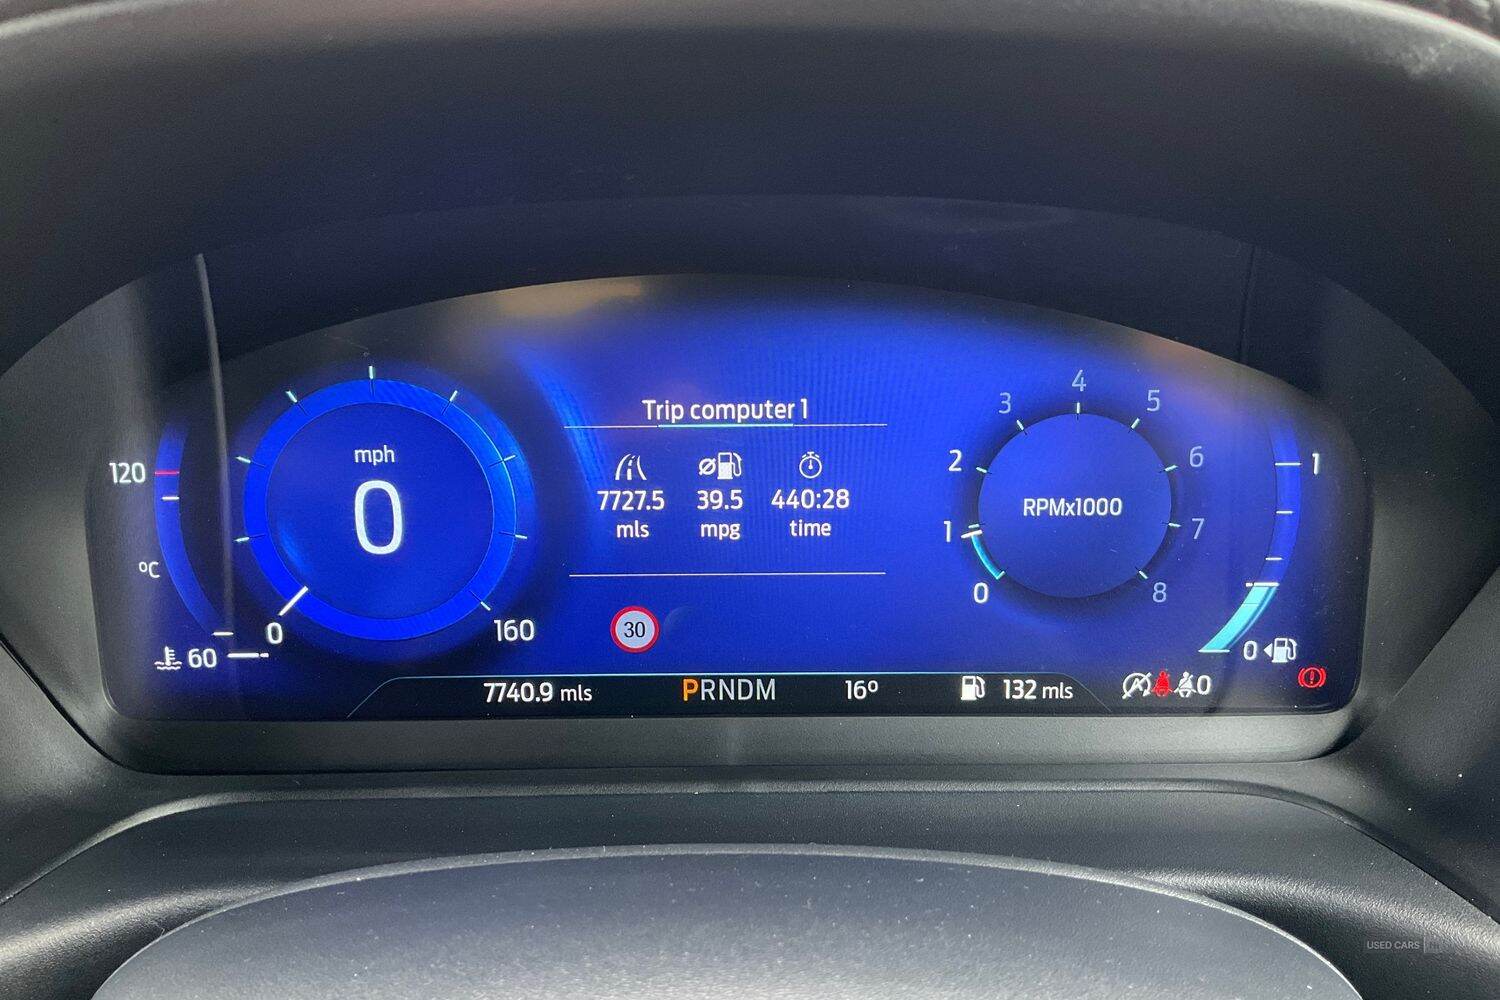 Trip computer 1
7727.5 39.5 440:28
mls mpg time
mph
0
0 160
120
ºC
60
RPMx1000
0 1 2 3 4 5 6 7 8
1
0
30
7740.9 mls PRNDM 16º 132 mls 0
USED CARS